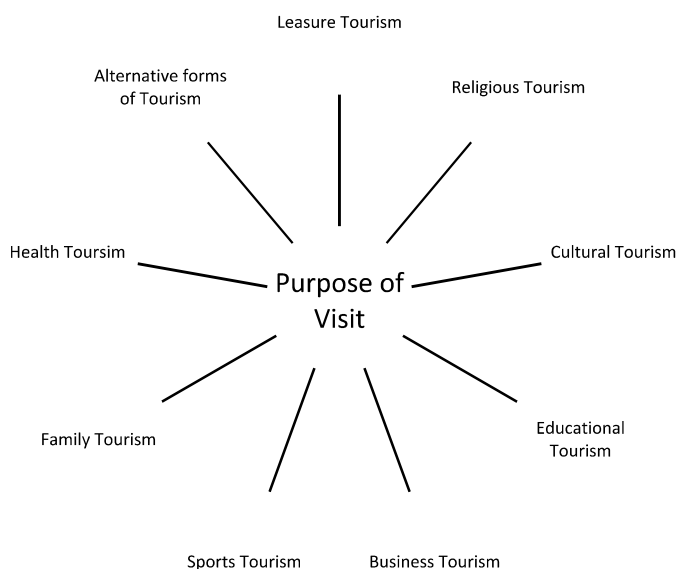 Leasure Tourism
Alternative forms
of Tourism
Religious Tourism
Health Toursim
Cultural Tourism
Purpose of
Visit
Family Tourism
Educational
Tourism
Sports Tourism
Business Tourism